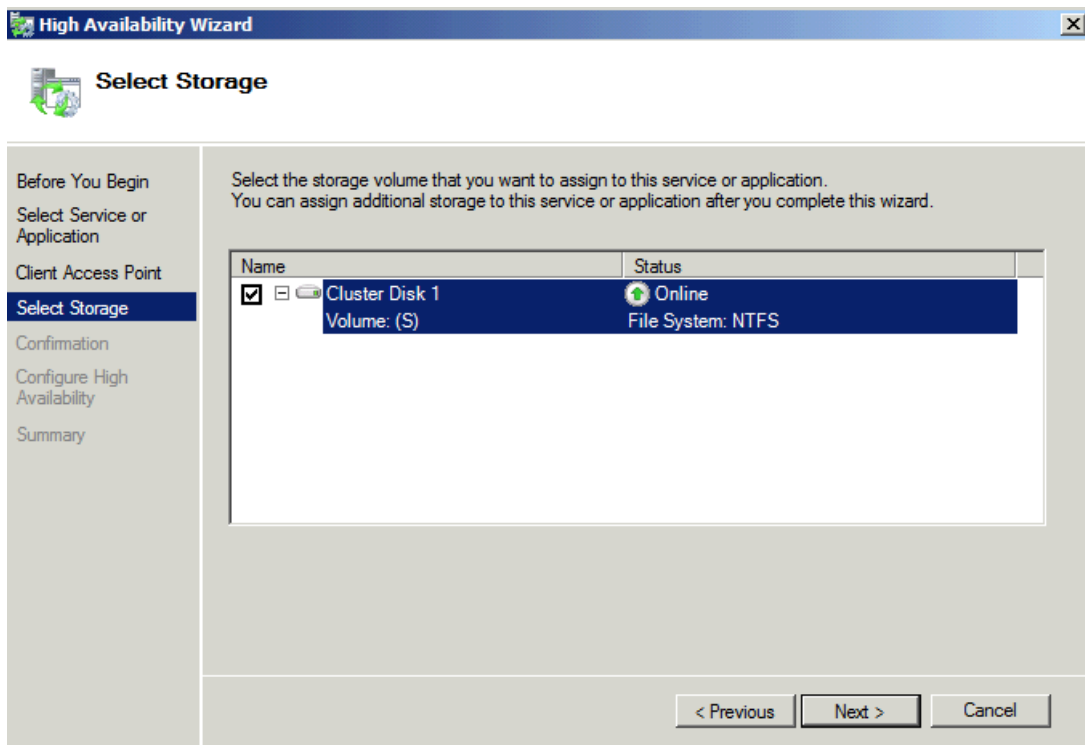 High Availability Wizard
Select Storage
Before You Begin
Select Service or
Application
Client Access Point
Select Storage
Confirmation
Configure High
Availability
Summary
Select the storage volume that you want to assign to this service or application.
You can assign additional storage to this service or application after you complete this wizard.
Name Status
Cluster Disk 1 Online
Volume: (S) File System: NTFS
< Previous Next > Cancel